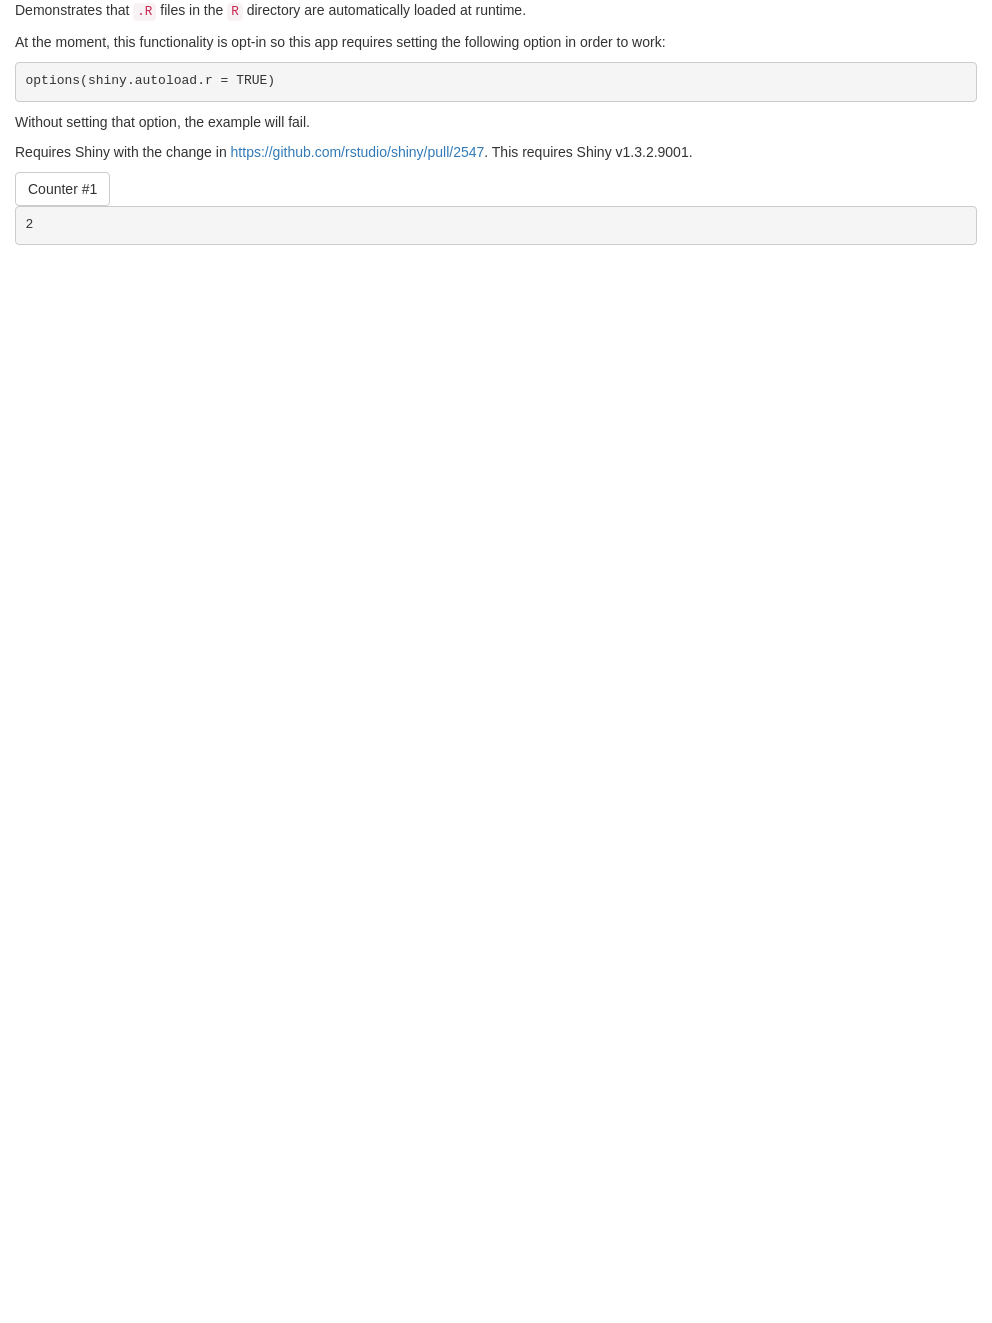 Demonstrates that .R files in the R directory are automatically loaded at runtime.
At the moment, this functionality is opt-in so this app requires setting the following option in order to work:
options(shiny.autoload.r = TRUE)
Without setting that option, the example will fail.
Requires Shiny with the change in https://github.com/rstudio/shiny/pull/2547. This requires Shiny v1.3.2.9001.
Counter #1
2